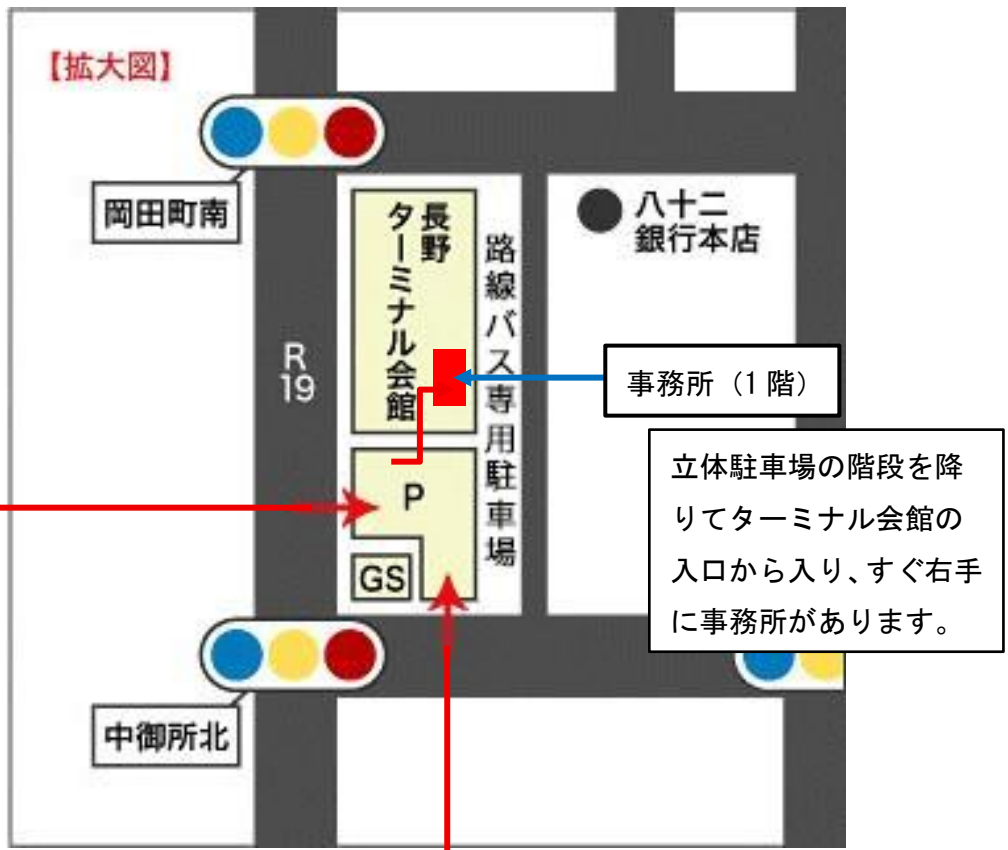 【拡大図】
岡田町南
長野
ターミナル会館
路線バス専用駐車場
八十二
銀行本店
R
19
事務所（1階）
立体駐車場の階段を降
りてターミナル会館の
入口から入り、すぐ右手
に事務所があります。
P
GS
中御所北